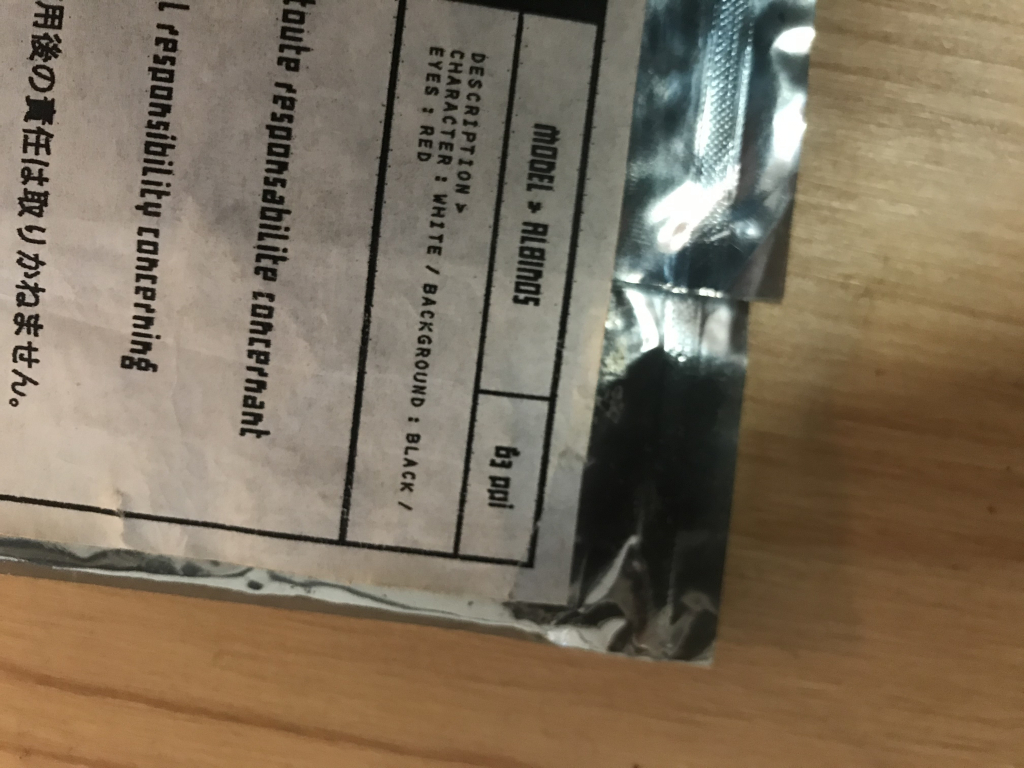 MODEL > ALBINOS
63 ppi
DESCRIPTION >
CHARACTER : WHITE / BACKGROUND : BLACK /
EYES : RED
toute responsabilite concernant
l responsibility concerning
用後の責任は取りかねません。